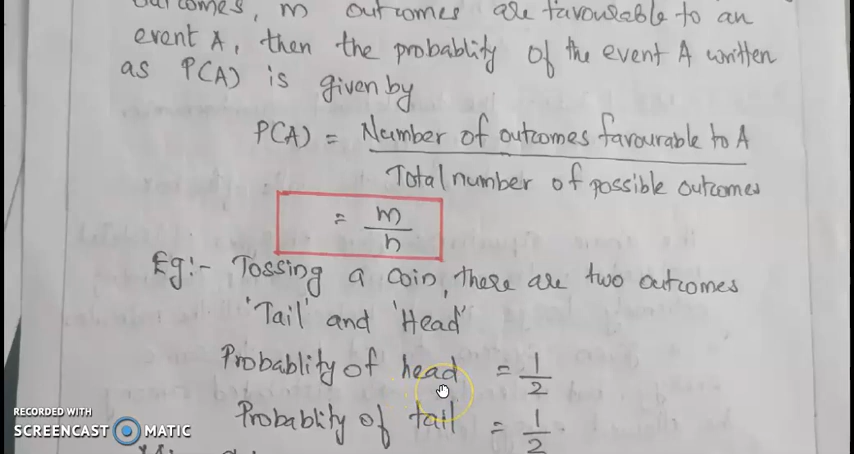 outcomes, m outcomes are favourable to an
event A, then the probablity of the event A written
as P(A) is given by
P(A) = Number of outcomes favourable to A
Total number of possible outcomes
= m
n
Eg:- Tossing a coin, there are two outcomes
'Tail' and 'Head'
Probablity of head = 1
2
Probablity of tail = 1
2.
RECORDED WITH
SCREENCAST MATIC